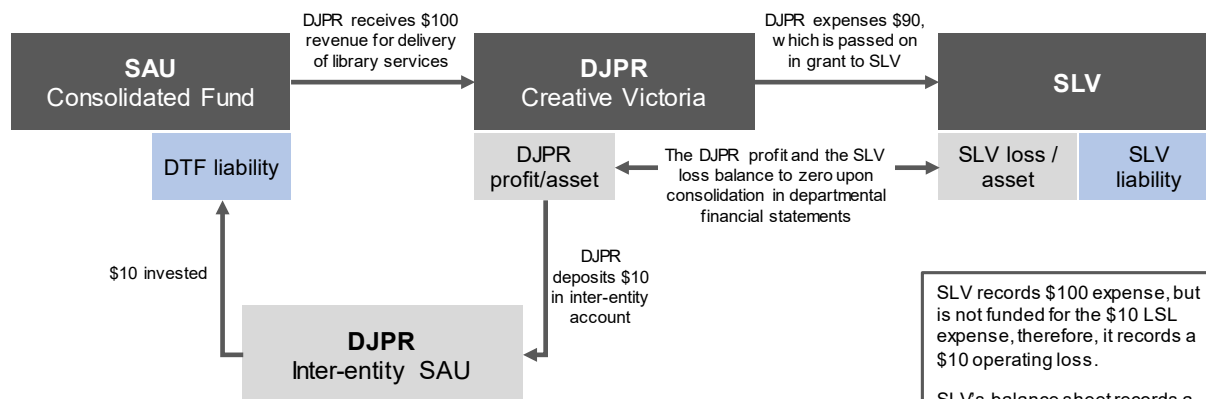 DJPR receives $100
revenue for delivery
of library services
DJPR expenses $90,
which is passed on
in grant to SLV
SAU
Consolidated Fund
DJPR
Creative Victoria
SLV
DTF liability
DJPR
profit/asset
The DJPR profit and the SLV
loss balance to zero upon
consolidation in departmental
financial statements
SLV loss /
asset
SLV
liability
$10 invested
DJPR
deposits $10
in inter-entity
account
DJPR
Inter-entity SAU
SLV records $100 expense, but
is not funded for the $10 LSL
expense, therefore, it records a
$10 operating loss.
SLV's balance sheet records a